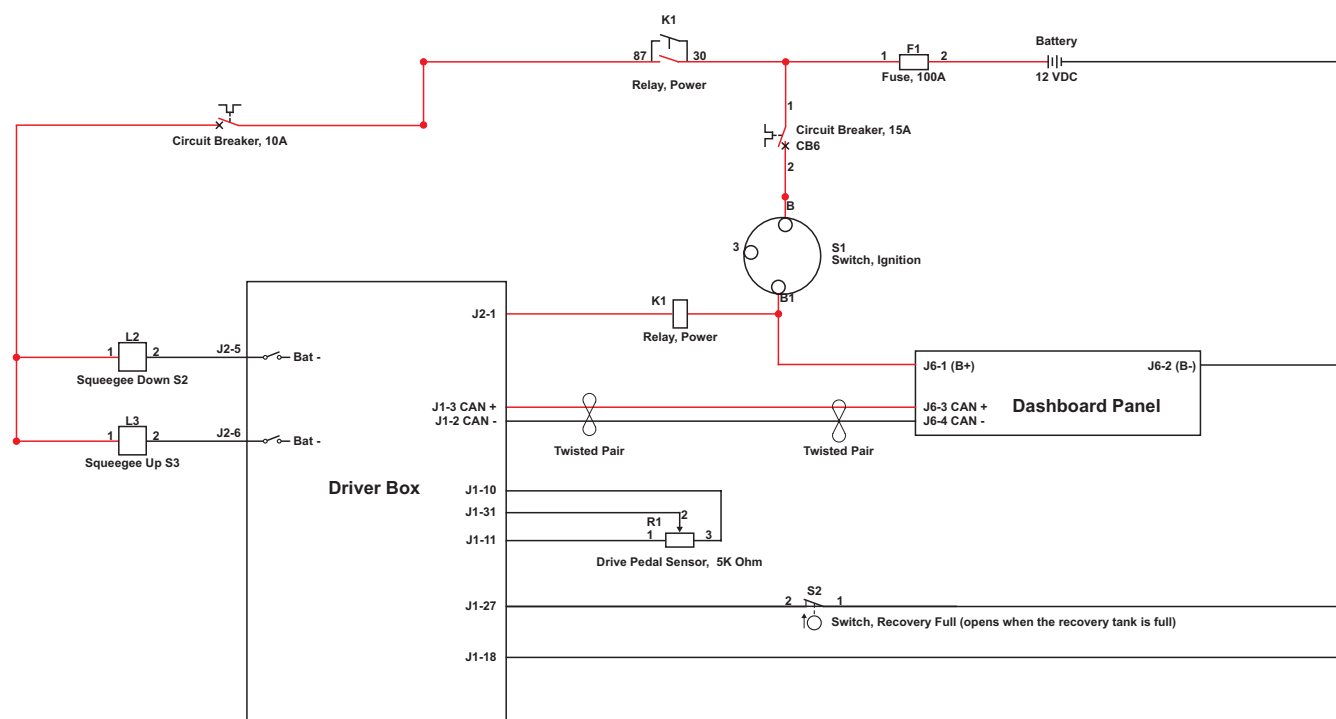 K1
87 30
Relay, Power
1 F1 2
Fuse, 100A
Battery
12 VDC
Circuit Breaker, 10A
1
Circuit Breaker, 15A
CB6
2
B
3
S1
Switch, Ignition
B1
J2-1
K1
Relay, Power
L2
1 2
Squeegee Down S2
J2-5
Bat -
L3
1 2
Squeegee Up S3
J2-6
Bat -
Driver Box
J6-1 (B+)
J6-2 (B-)
J6-3 CAN +
J6-4 CAN -
Dashboard Panel
J1-3 CAN +
J1-2 CAN -
Twisted Pair
Twisted Pair
J1-10
J1-31
J1-11
R1
2
1 3
Drive Pedal Sensor, 5K Ohm
J1-27
S2
2 1
Switch, Recovery Full (opens when the recovery tank is full)
J1-18